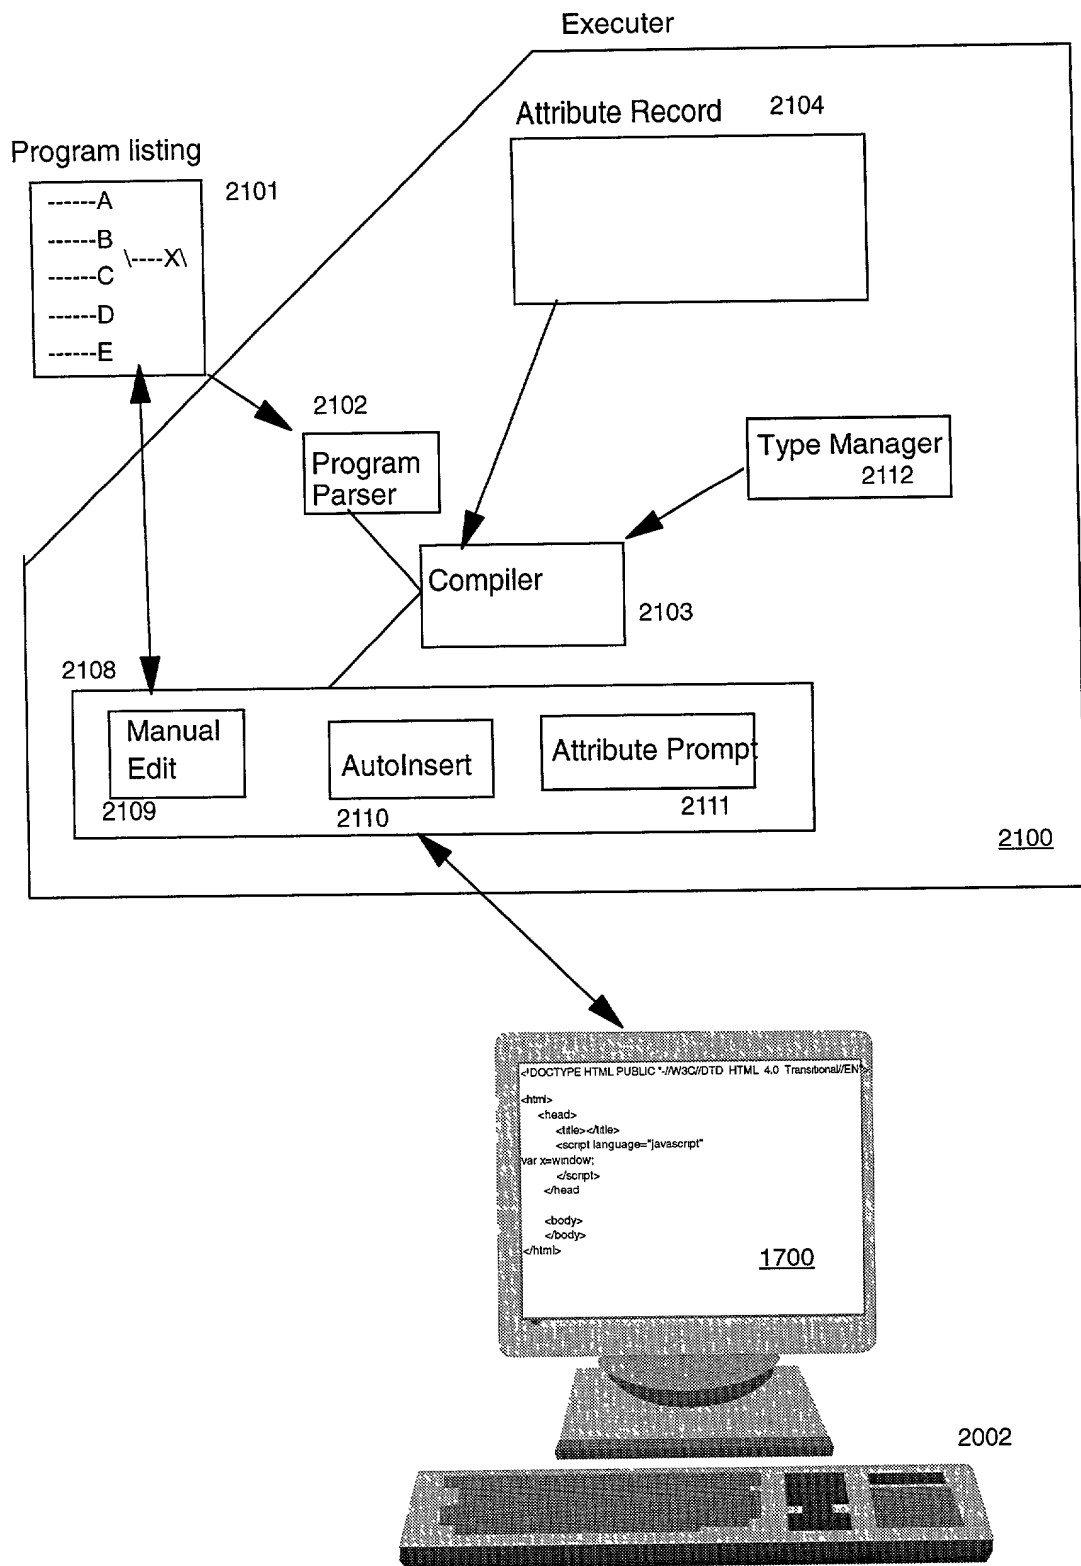 Executer
Attribute Record 2104
Program listing
2101
------A
------B
\----X\
------C
------D
------E
2102
Program
Parser
Type Manager
2112
Compiler
2103
2108
Manual
Edit
2109
AutoInsert
2110
Attribute Prompt
2111
2100
<!DOCTYPE HTML PUBLIC "-//W3C//DTD HTML 4.0 Transitional//EN">
<html>
<head>
<title></title>
<script language="javascript"
var x=window;
</script>
</head
<body>
</body>
</html>
1700
2002